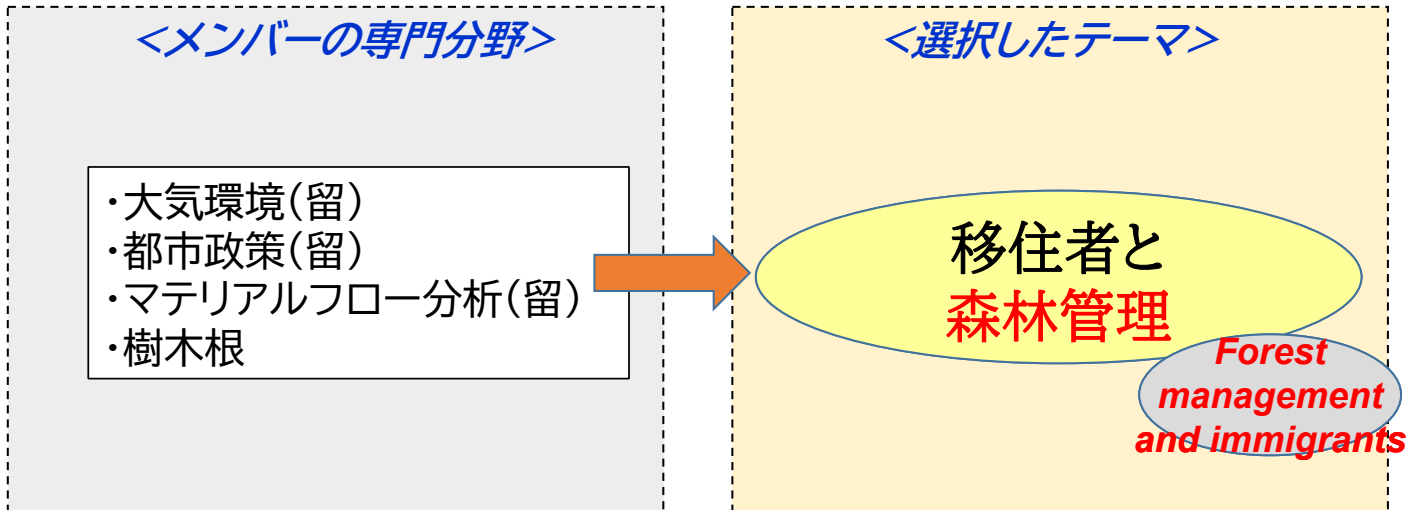 <メンバーの専門分野>
・大気環境(留)
・都市政策(留)
・マテリアルフロー分析(留)
・樹木根
<選択したテーマ>
移住者と
森林管理
Forest
management
and immigrants